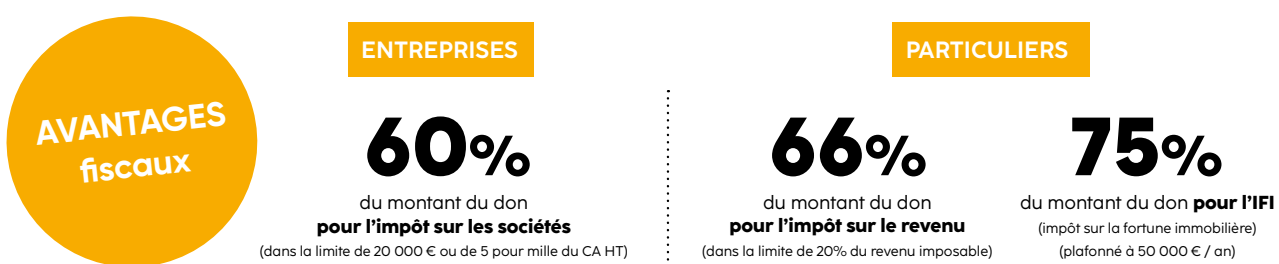 AVANTAGES
fiscaux
ENTREPRISES
60%
du montant du don
pour l'impôt sur les sociétés
(dans la limite de 20 000 € ou de 5 pour mille du CA HT)
PARTICULIERS
66%
du montant du don
pour l'impôt sur le revenu
(dans la limite de 20% du revenu imposable)
75%
du montant du don pour l'IFI
(impôt sur la fortune immobilière)
(plafonné à 50 000 € / an)